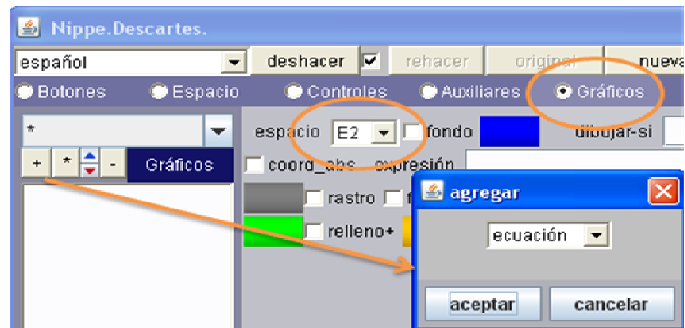 Nippe.Descartes.
español deshacer rehacer original nueva
Botones Espacio Controles Auxiliares Gráficos
* espacio E2 fondo dibujar-si
+ * - Gráficos coord_abs expresión
rastro
relleno+
agregar
ecuación
aceptar cancelar